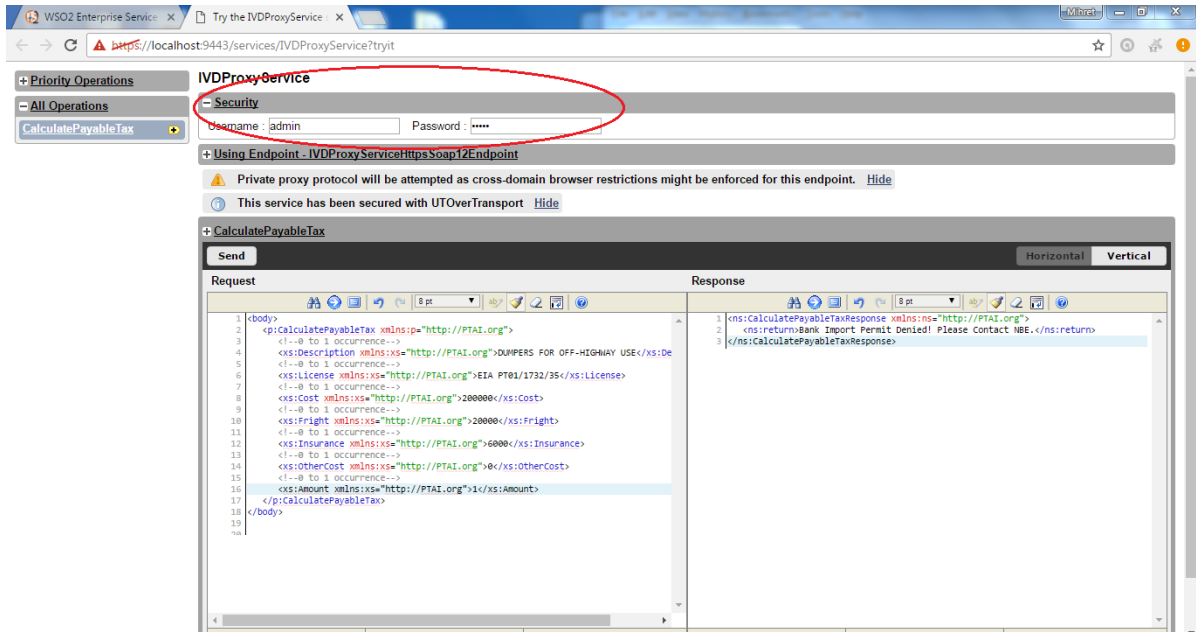 WSO2 Enterprise Service
Try the IVDProxyService
Mihret
https://localhost:9443/services/IVDProxyService?tryit
Priority Operations
All Operations
CalculatePayableTax
IVDProxyService
Security
Username : admin Password : •••••
Using Endpoint - IVDProxyServiceHttpsSoap12Endpoint
Private proxy protocol will be attempted as cross-domain browser restrictions might be enforced for this endpoint. Hide
This service has been secured with UTOverTransport Hide
CalculatePayableTax
Send
Horizontal Vertical
Request
8 pt
1 <body>
2 <p:CalculatePayableTax xmlns:p="http://PTAI.org">
3 <!--0 to 1 occurrence-->
4 <xs:Description xmlns:xs="http://PTAI.org">DUMPERS FOR OFF-HIGHWAY USE</xs:De
5 <!--0 to 1 occurrence-->
6 <xs:License xmlns:xs="http://PTAI.org">EIA PT01/1732/35</xs:License>
7 <!--0 to 1 occurrence-->
8 <xs:Cost xmlns:xs="http://PTAI.org">200000</xs:Cost>
9 <!--0 to 1 occurrence-->
10 <xs:Fright xmlns:xs="http://PTAI.org">20000</xs:Fright>
11 <!--0 to 1 occurrence-->
12 <xs:Insurance xmlns:xs="http://PTAI.org">6000</xs:Insurance>
13 <!--0 to 1 occurrence-->
14 <xs:OtherCost xmlns:xs="http://PTAI.org">0</xs:OtherCost>
15 <!--0 to 1 occurrence-->
16 <xs:Amount xmlns:xs="http://PTAI.org">1</xs:Amount>
17 </p:CalculatePayableTax>
18 </body>
19
20
Response
8 pt
1 <ns:CalculatePayableTaxResponse xmlns:ns="http://PTAI.org">
2 <ns:return>Bank Import Permit Denied! Please Contact NBE.</ns:return>
3 </ns:CalculatePayableTaxResponse>